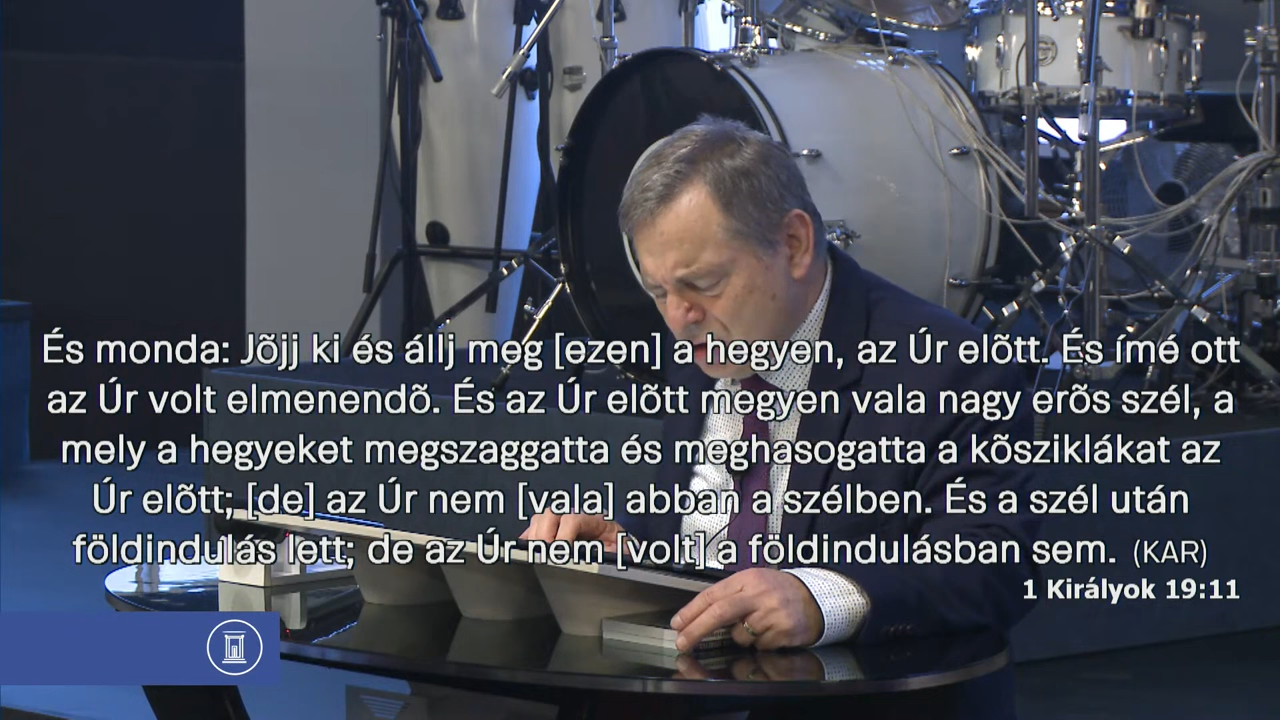 És monda: Jõjj ki és állj meg [ezen] a hegyen, az Úr elõtt. És ímé ott
az Úr volt elmenendõ. És az Úr elõtt megyen vala nagy erõs szél, a
mely a hegyeket megszaggatta és meghasogatta a kõsziklákat az
Úr elõtt; [de] az Úr nem [vala] abban a szélben. És a szél után
földindulás lett; de az Úr nem [volt] a földindulásban sem. (KAR)
1 Királyok 19:11